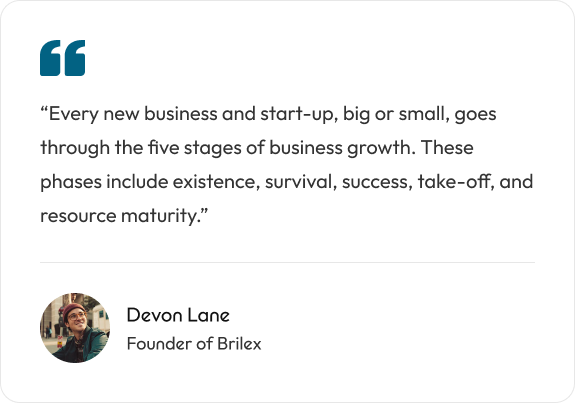 “Every new business and start-up, big or small, goes
through the five stages of business growth. These
phases include existence, survival, success, take-off, and
resource maturity.”
Devon Lane
Founder of Brilex